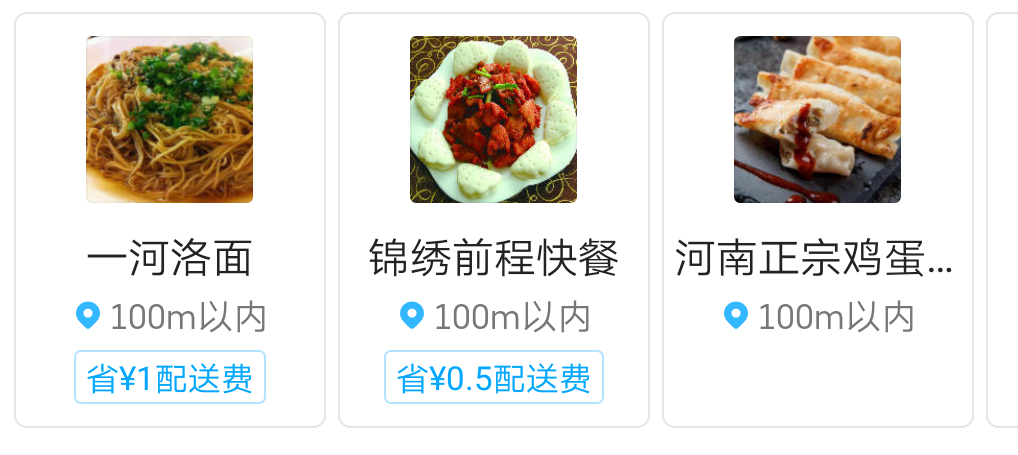 一河洛面
100m以内
省¥1配送费
锦绣前程快餐
100m以内
省¥0.5配送费
河南正宗鸡蛋...
100m以内